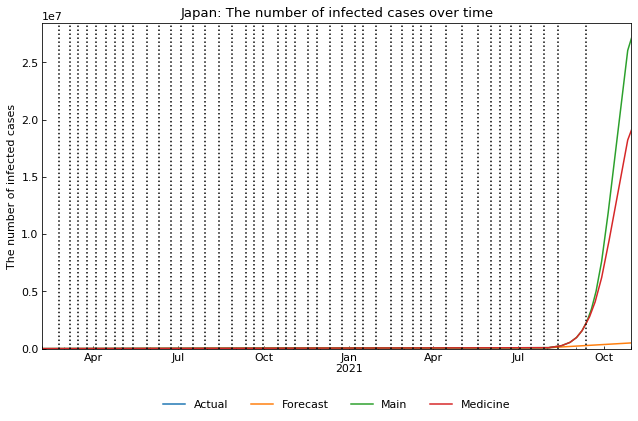 Japan: The number of infected cases over time
1e7
2.5
2.0
1.5
1.0
0.5
0.0
The number of infected cases
Apr Jul Oct Jan Apr Jul Oct
2021
Actual Forecast Main Medicine